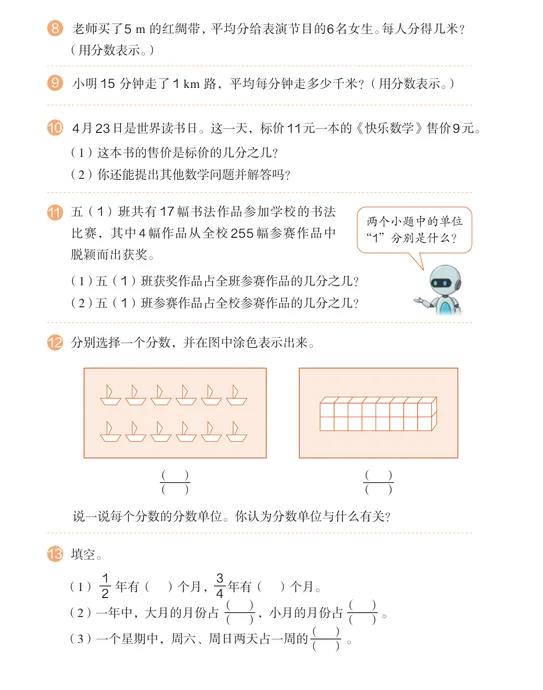 8 老师买了5 m 的红绸带，平均分给表演节目的6名女生。每人分得几米？
（用分数表示。）
9 小明 15 分钟走了 1 km 路，平均每分钟走多少千米？（用分数表示。）
10 4月23日是世界读书日。这一天，标价11元一本的《快乐数学》售价9元。
（1）这本书的售价是标价的几分之几？
（2）你还能提出其他数学问题并解答吗？
11 五（1）班共有17幅书法作品参加学校的书法
比赛，其中4幅作品从全校255幅参赛作品中
脱颖而出获奖。
两个小题中的单位
“1”分别是什么？
（1）五（1）班获奖作品占全班参赛作品的几分之几？
（2）五（1）班参赛作品占全校参赛作品的几分之几？
12 分别选择一个分数，并在图中涂色表示出来。
( )/( ) ( )/( )
说一说每个分数的分数单位。你认为分数单位与什么有关？
13 填空。
（1）1/2 年有（ ）个月，3/4 年有（ ）个月。
（2）一年中，大月的月份占 ( )/( )，小月的月份占 ( )/( )。
（3）一个星期中，周六、周日两天占一周的 ( )/( )。